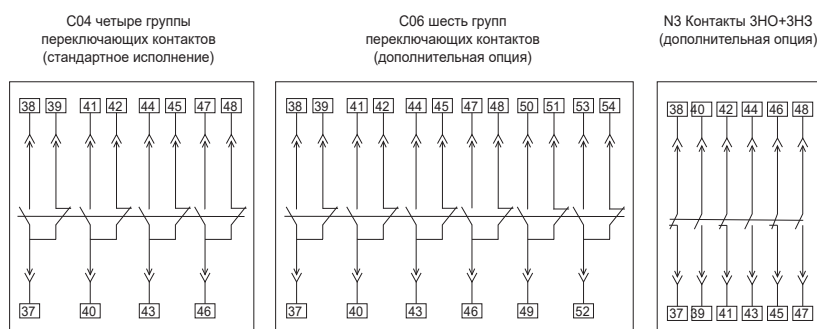 С04 четыре группы
переключающих контактов
(стандартное исполнение)
С06 шесть групп
переключающих контактов
(дополнительная опция)
N3 Контакты 3НО+3НЗ
(дополнительная опция)
38 39 41 42 44 45 47 48
37 40 43 46
38 39 41 42 44 45 47 48 50 51 53 54
37 40 43 46 49 52
38 40 42 44 46 48
37 39 41 43 45 47